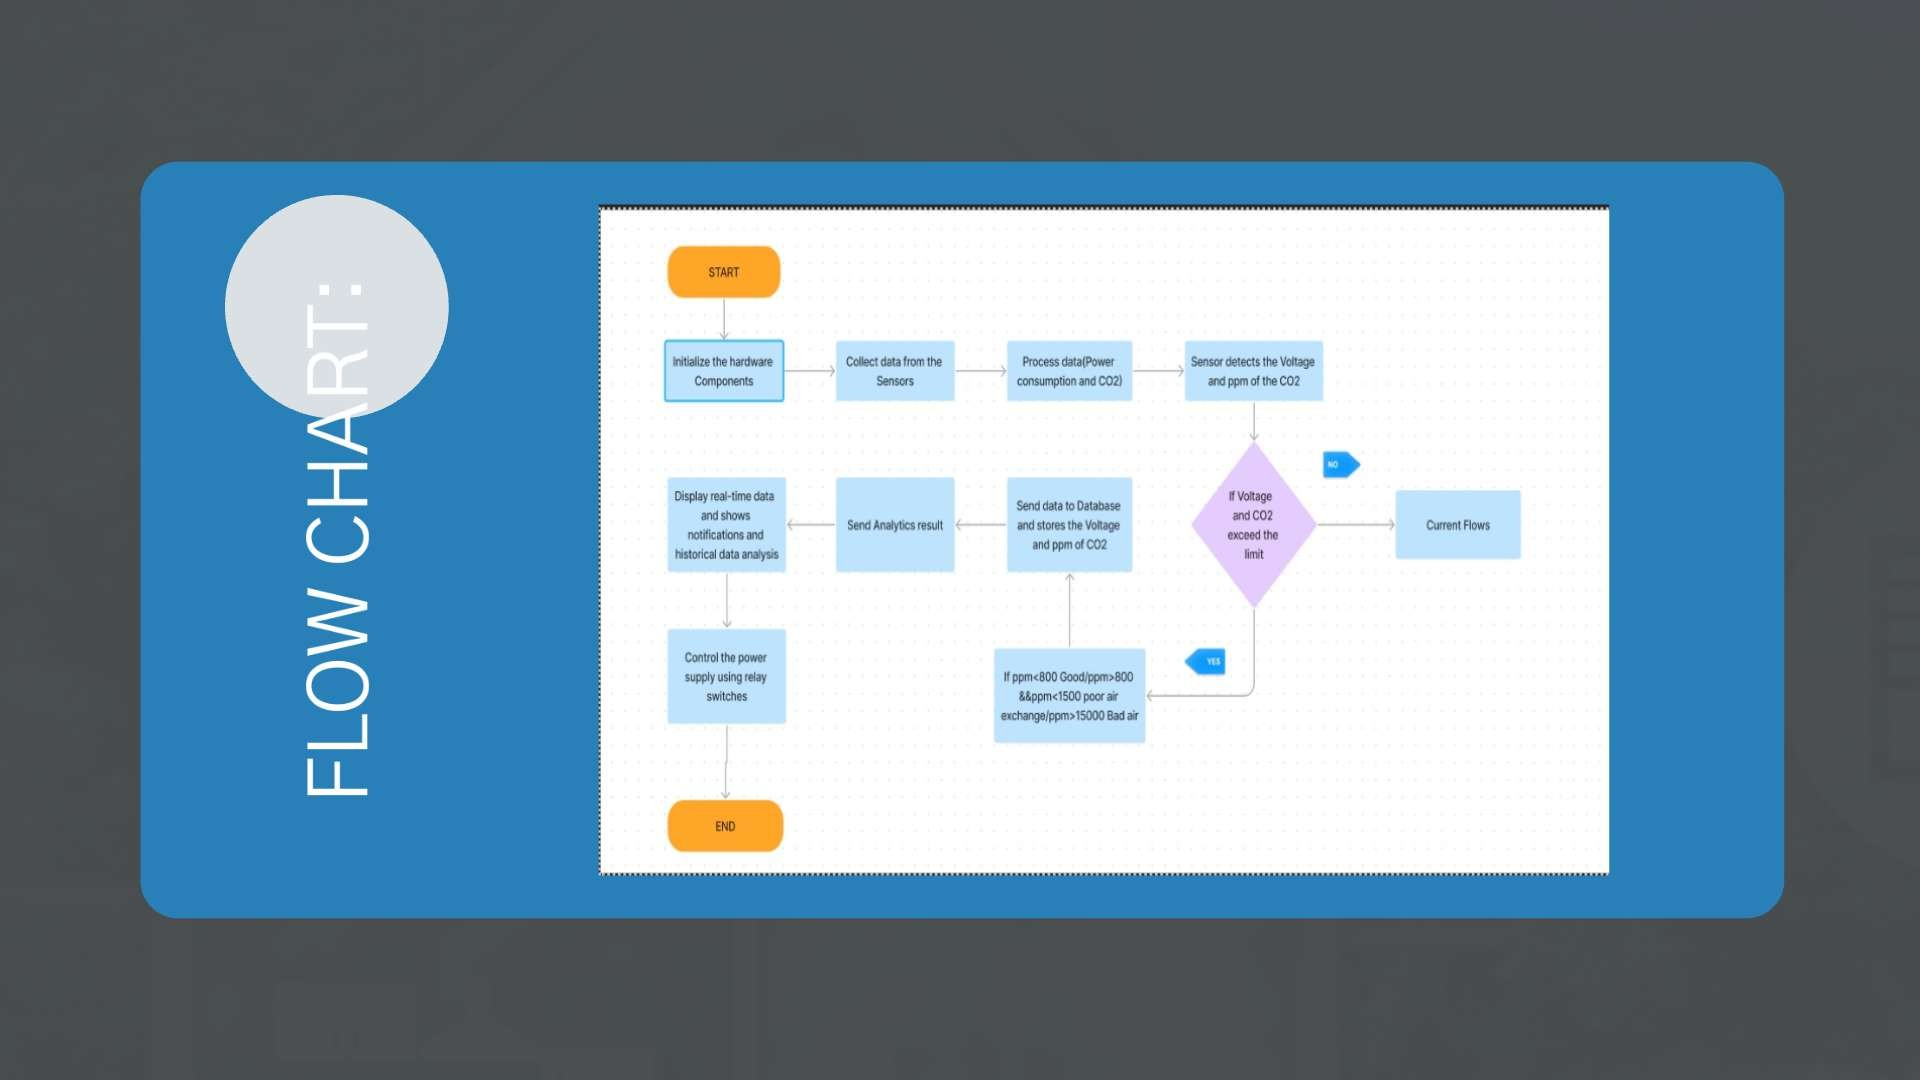 FLOW CHART:
START
Initialize the hardware
Components
Collect data from the
Sensors
Process data(Power
consumption and CO2)
Sensor detects the Voltage
and ppm of the CO2
NO
If Voltage
and CO2
exceed the
limit
Current Flows
Send data to Database
and stores the Voltage
and ppm of CO2
Send Analytics result
Display real-time data
and shows
notifications and
historical data analysis
YES
If ppm<800 Good/ppm>800
&&ppm<1500 poor air
exchange/ppm>15000 Bad air
Control the power
supply using relay
switches
END